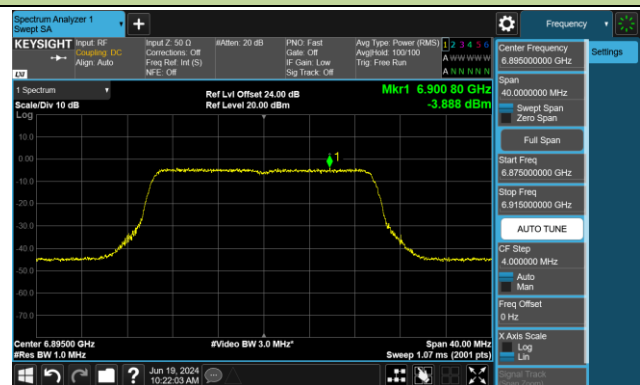 Spectrum Analyzer 1
Swept SA
Frequency
KEYSIGHT
Input: RF
Coupling: DC
Align: Auto
Input Z: 50 Ω
Corrections: Off
Freq Ref: Int (S)
NFE: Off
#Atten: 20 dB
PNO: Fast
Gate: Off
IF Gain: Low
Sig Track: Off
Avg Type: Power (RMS)
Avg|Hold: 100/100
Trig: Free Run
1 2 3 4 5 6
A W W W W W
A N N N N N
LXI
1 Spectrum
Scale/Div 10 dB
Log
Ref Lvl Offset 24.00 dB
Ref Level 20.00 dBm
Mkr1 6.900 80 GHz
-3.888 dBm
1
10.0
0.00
-10.0
-20.0
-30.0
-40.0
-50.0
-60.0
-70.0
Center 6.89500 GHz
#Res BW 1.0 MHz
#Video BW 3.0 MHz*
Span 40.00 MHz
Sweep 1.07 ms (2001 pts)
Jun 19, 2024
10:22:03 AM
Center Frequency
6.895000000 GHz
Settings
Span
40.0000000 MHz
Swept Span
Zero Span
Full Span
Start Freq
6.875000000 GHz
Stop Freq
6.915000000 GHz
AUTO TUNE
CF Step
4.000000 MHz
Auto
Man
Freq Offset
0 Hz
X Axis Scale
Log
Lin
Signal Track